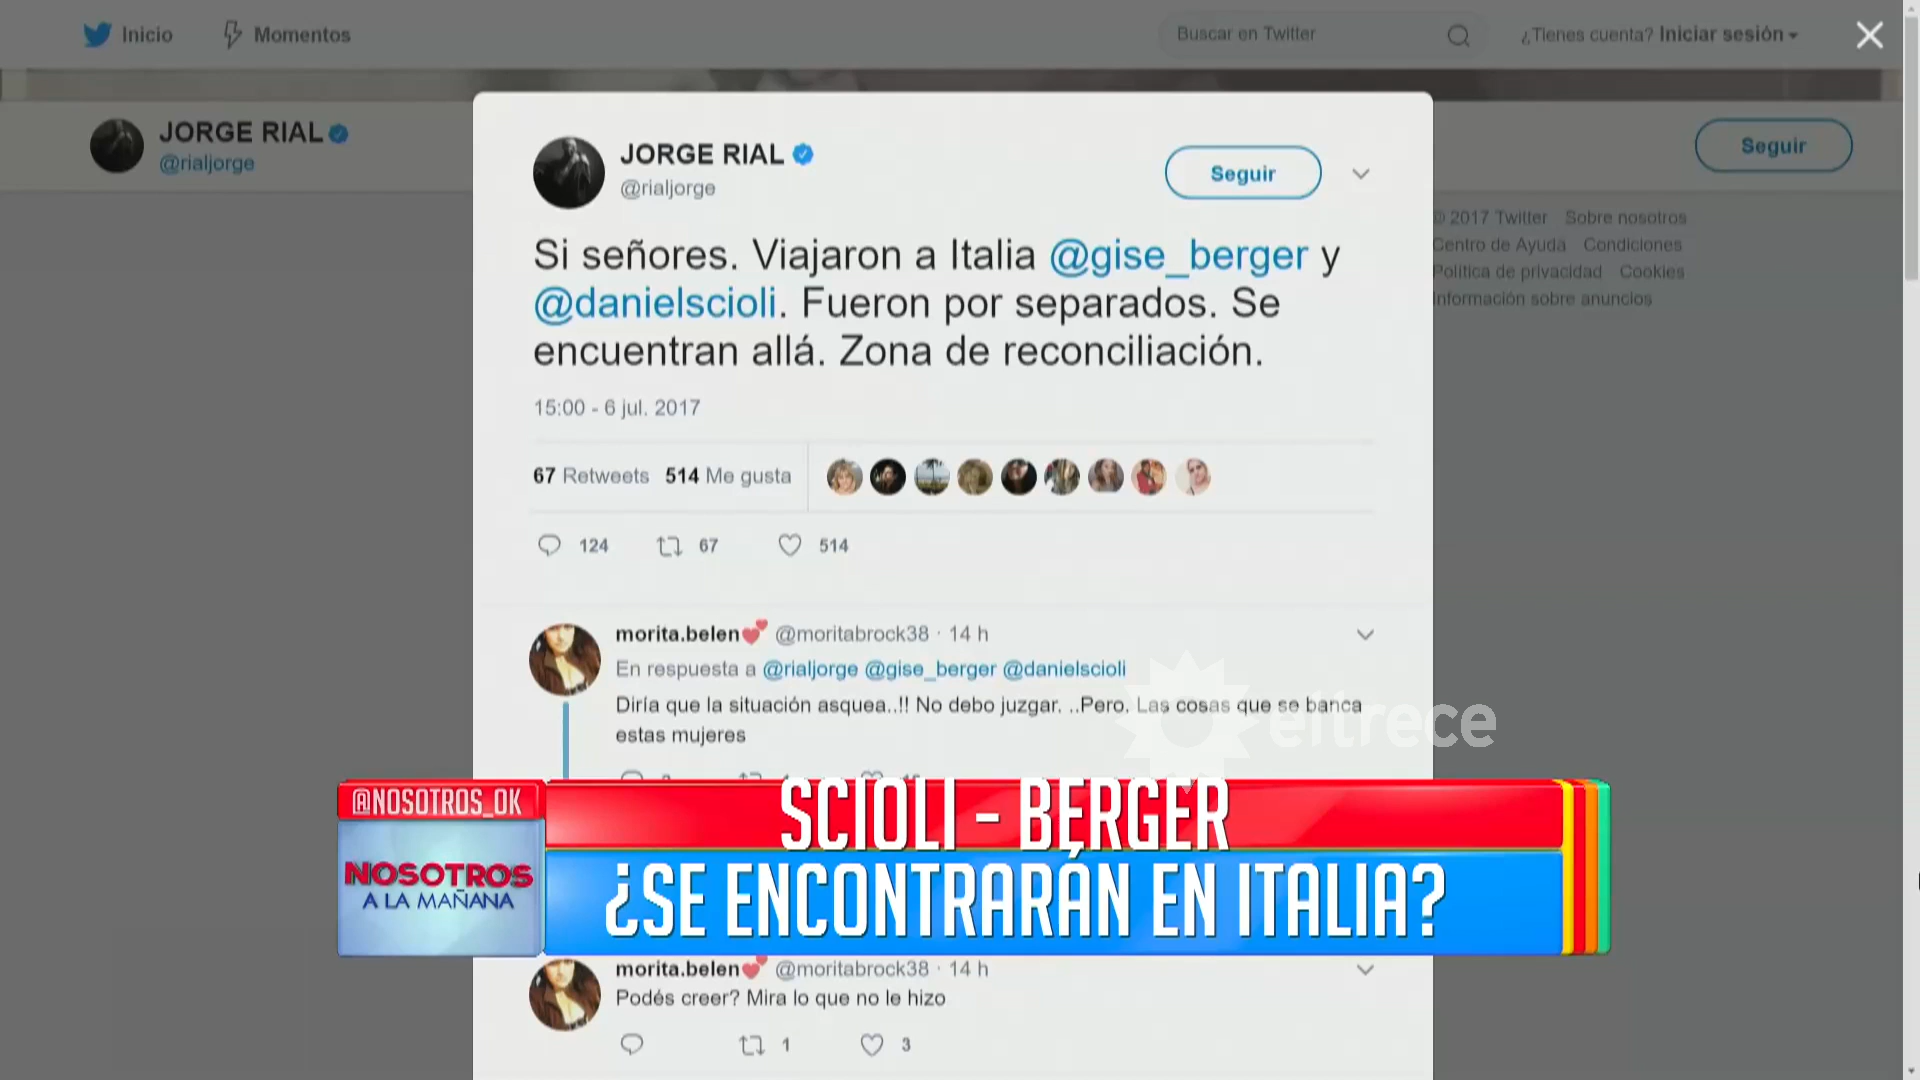 Inicio
Momentos
Buscar en Twitter
¿Tienes cuenta? Iniciar sesión
JORGE RIAL
@rialjorge
Seguir
JORGE RIAL
@rialjorge
Seguir
Si señores. Viajaron a Italia @gise_berger y
@danielscioli. Fueron por separados. Se
encuentran allá. Zona de reconciliación.
15:00 - 6 jul. 2017
67 Retweets 514 Me gusta
124 67 514
© 2017 Twitter Sobre nosotros
Centro de Ayuda Condiciones
Política de privacidad Cookies
Información sobre anuncios
morita.belen💕 @moritabrock38 · 14 h
En respuesta a @rialjorge @gise_berger @danielscioli
Diría que la situación asquea..!! No debo juzgar. ..Pero. Las cosas que se banca
estas mujeres
eltrece
@NOSOTROS_OK
NOSOTROS
A LA MAÑANA
SCIOLI - BERGER
¿SE ENCONTRARÁN EN ITALIA?
morita.belen💕 @moritabrock38 · 14 h
Podés creer? Mira lo que no le hizo
1 3